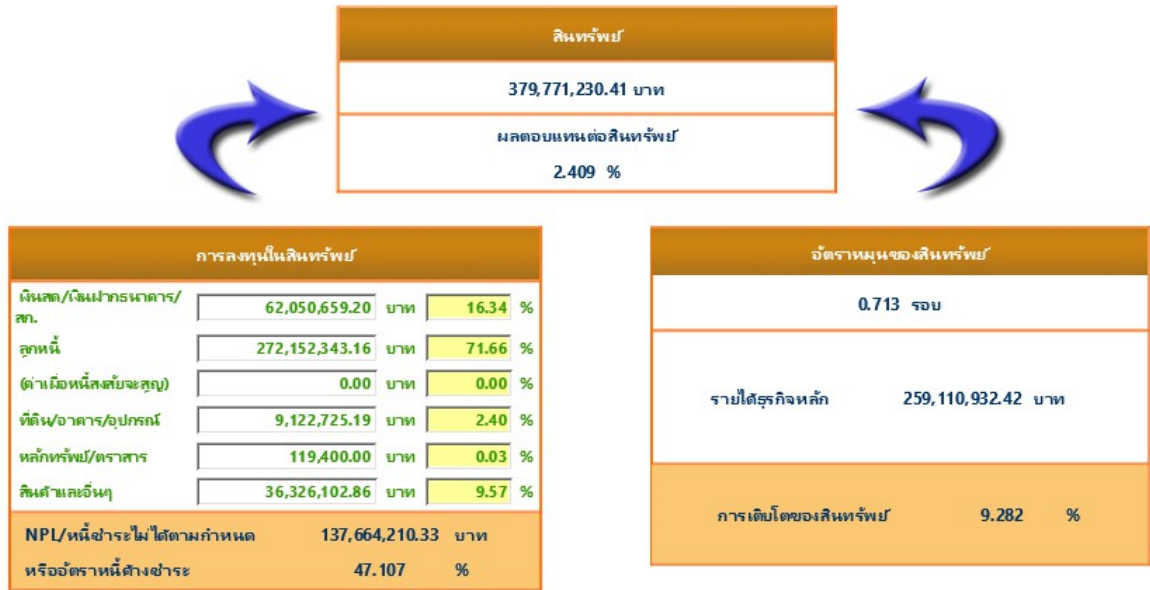 สินทรัพย์
379,771,230.41 บาท
ผลตอบแทนต่อสินทรัพย์
2.409 %
การลงทุนในสินทรัพย์
เงินสด/เงินฝากธนาคาร/
สก.
62,050,659.20 บาท 16.34 %
ลูกหนี้ 272,152,343.16 บาท 71.66 %
(ค่าเผื่อหนี้สงสัยจะสูญ) 0.00 บาท 0.00 %
ที่ดิน/อาคาร/อุปกรณ์ 9,122,725.19 บาท 2.40 %
หลักทรัพย์/ตราสาร 119,400.00 บาท 0.03 %
สินค้าและอื่นๆ 36,326,102.86 บาท 9.57 %
NPL/หนี้ชำระไม่ได้ตามกำหนด 137,664,210.33 บาท
หรืออัตราหนี้ค้างชำระ 47.107 %
อัตราหมุนของสินทรัพย์
0.713 รอบ
รายได้ธุรกิจหลัก 259,110,932.42 บาท
การเติบโตของสินทรัพย์ 9.282 %